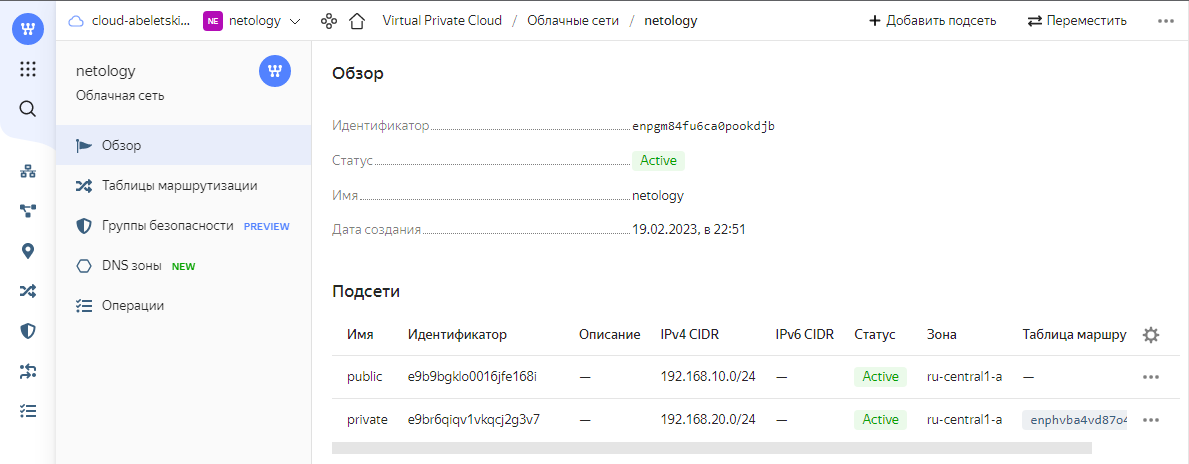 cloud-abeletski... NE netology Virtual Private Cloud / Облачные сети / netology + Добавить подсеть Переместить
netology
Облачная сеть
Обзор
Таблицы маршрутизации
Группы безопасности PREVIEW
DNS зоны NEW
Операции
Обзор
Идентификатор enpgm84fu6ca0pookdjb
Статус Active
Имя netology
Дата создания 19.02.2023, в 22:51
Подсети
Имя Идентификатор Описание IPv4 CIDR IPv6 CIDR Статус Зона Таблица маршру
public e9b9bgklo0016jfe168i — 192.168.10.0/24 — Active ru-central1-a —
private e9br6qiqv1vkqcj2g3v7 — 192.168.20.0/24 — Active ru-central1-a enphvba4vd87o4